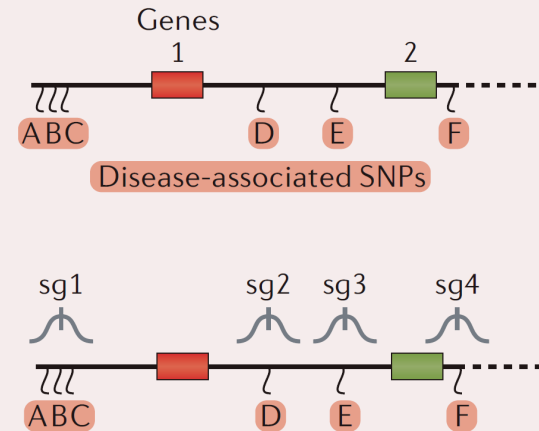 Genes
1 2
ABC D E F
Disease-associated SNPs
sg1 sg2 sg3 sg4
ABC D E F